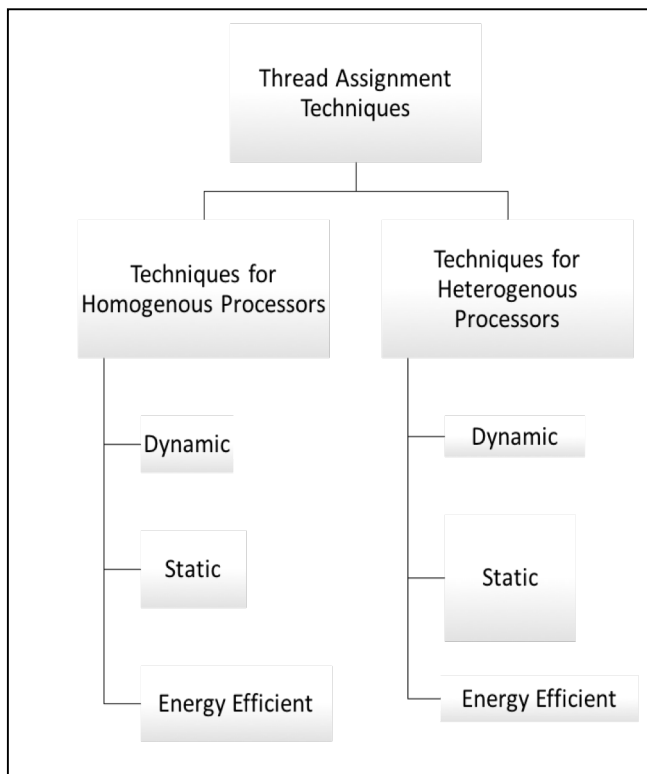 Thread Assignment
Techniques
Techniques for
Homogenous Processors
Techniques for
Heterogenous
Processors
Dynamic
Static
Energy Efficient
Dynamic
Static
Energy Efficient